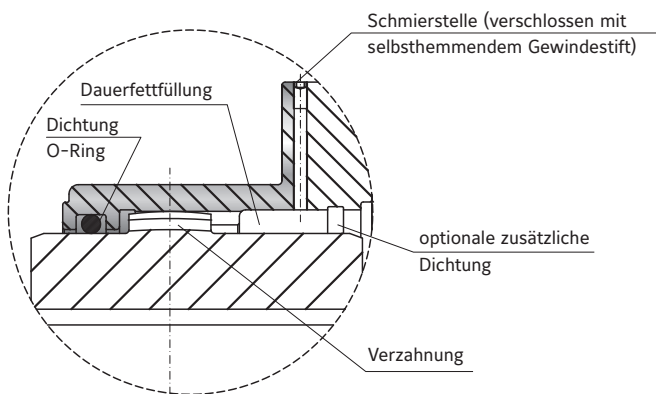 Schmierstelle (verschlossen mit
selbsthemmendem Gewindestift)
Dauerfettfüllung
Dichtung
O-Ring
optionale zusätzliche
Dichtung
Verzahnung